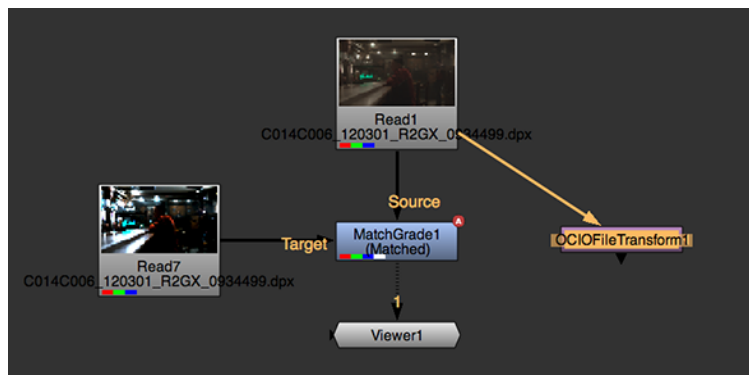 Read1
C014C006_120301_R2GX_0934499.dpx
Source
A
Target
MatchGrade1
(Matched)
OCIOFileTransform1
Read7
C014C006_120301_R2GX_0934499.dpx
1
Viewer1